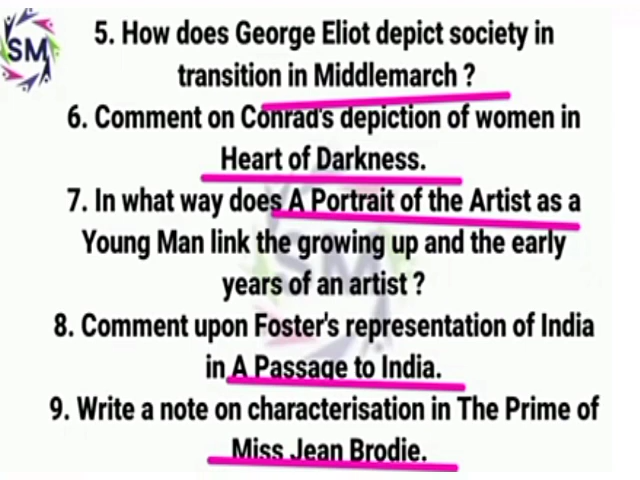 SM
5. How does George Eliot depict society in
transition in Middlemarch ?
6. Comment on Conrad's depiction of women in
Heart of Darkness.
7. In what way does A Portrait of the Artist as a
Young Man link the growing up and the early
years of an artist ?
8. Comment upon Foster's representation of India
in A Passage to India.
9. Write a note on characterisation in The Prime of
Miss Jean Brodie.
SM